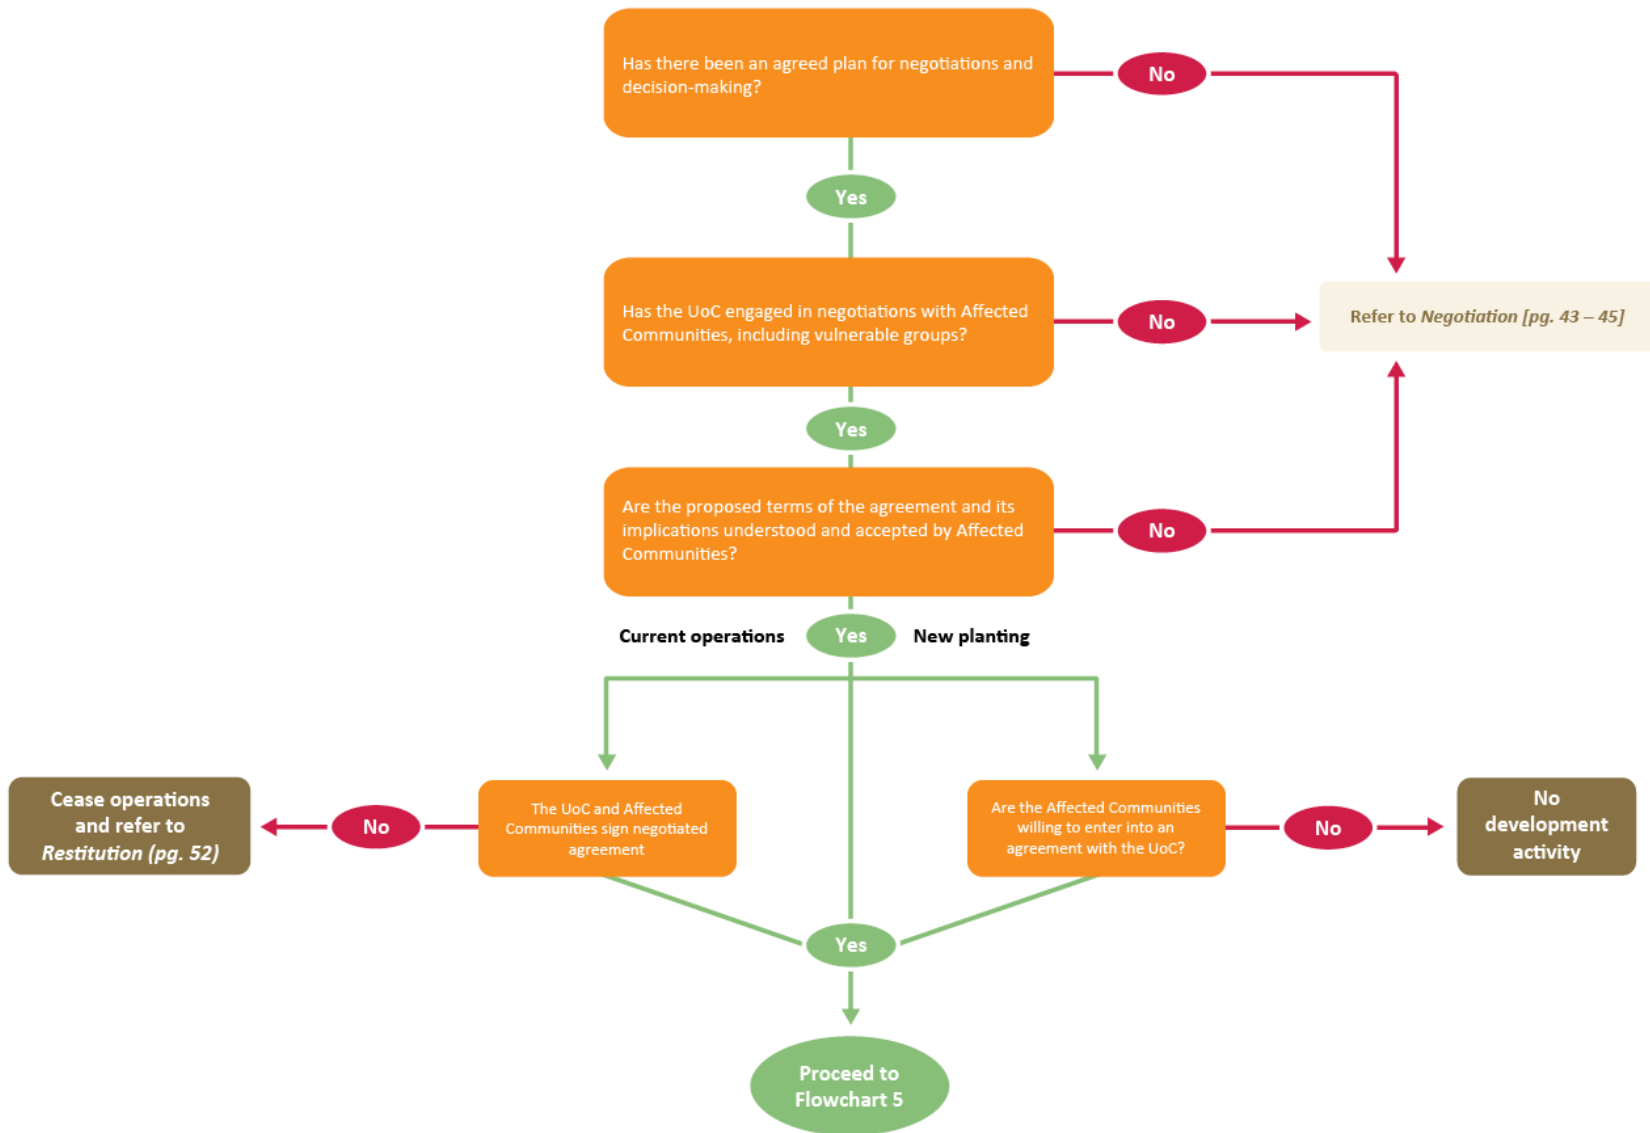 Has there been an agreed plan for negotiations and
decision-making?
No
Yes
Has the UoC engaged in negotiations with Affected
Communities, including vulnerable groups?
No
Refer to Negotiation [pg. 43 – 45]
Yes
Are the proposed terms of the agreement and its
implications understood and accepted by Affected
Communities?
No
Current operations
Yes
New planting
Cease operations
and refer to
Restitution (pg. 52)
No
The UoC and Affected
Communities sign negotiated
agreement
Are the Affected Communities
willing to enter into an
agreement with the UoC?
No
No
development
activity
Yes
Proceed to
Flowchart 5